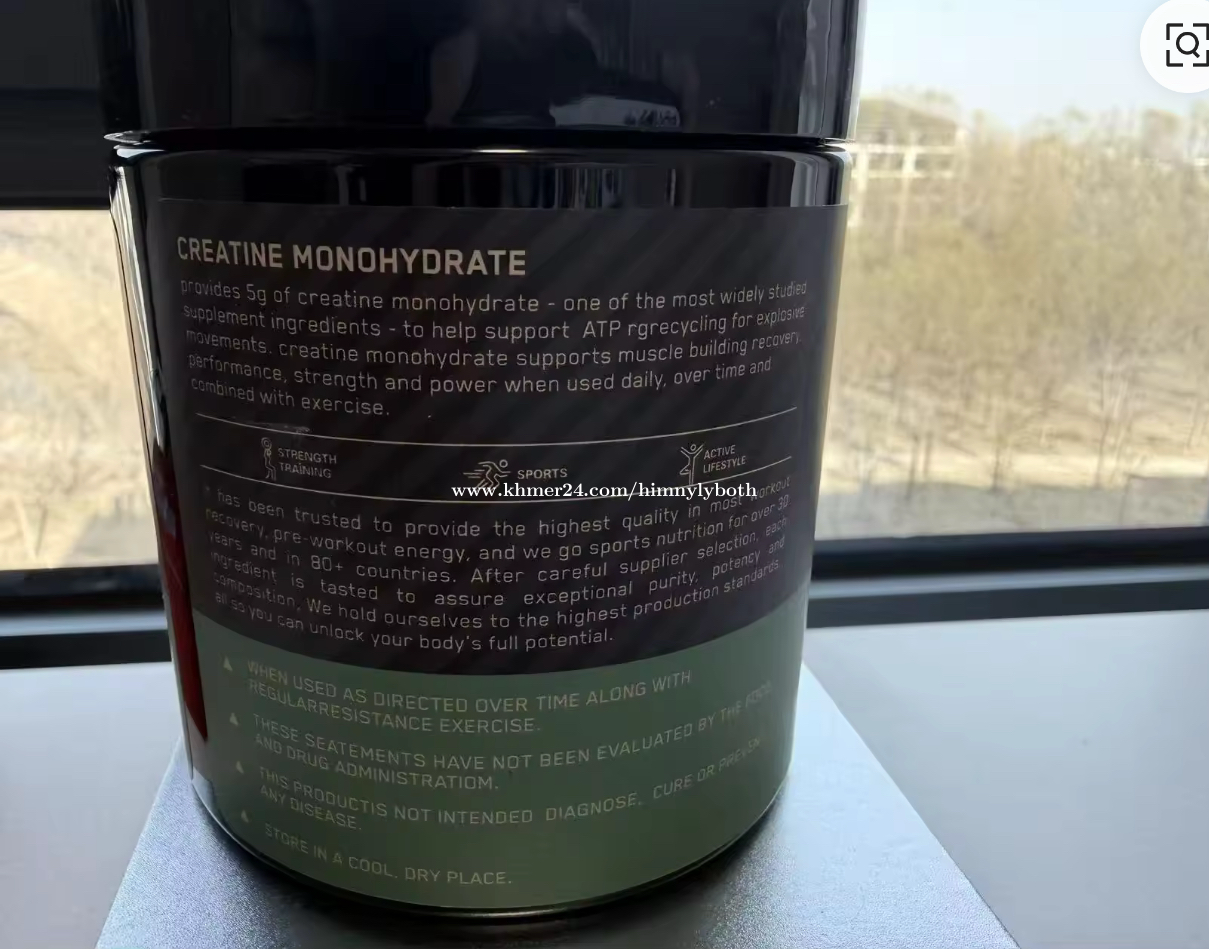 CREATINE MONOHYDRATE
provides 5g of creatine monohydrate - one of the most widely studied
supplement ingredients - to help support ATP rgrecycling for explosive
movements. creatine monohydrate supports muscle building recovery,
performance, strength and power when used daily, over time and
combined with exercise.
STRENGTH
TRAINING
SPORTS
ACTIVE
LIFESTYLE
www.khmer24.com/himnylyboth
has been trusted to provide the highest quality in most workout
recovery, pre-workout energy, and we go sports nutrition for over 30
years and in 80+ countries. After careful supplier selection, each
ingredient is tasted to assure exceptional purity, potency and
composition. We hold ourselves to the highest production standards
all so you can unlock your body's full potential.
▲ WHEN USED AS DIRECTED OVER TIME ALONG WITH
REGULARRESISTANCE EXERCISE.
▲ THESE SEATEMENTS HAVE NOT BEEN EVALUATED BY THE FOOD
AND DRUG ADMINISTRATIOM.
▲ THIS PRODUCTIS NOT INTENDED DIAGNOSE, CURE OR PREVEN
ANY DISEASE.
▲ STORE IN A COOL, DRY PLACE.